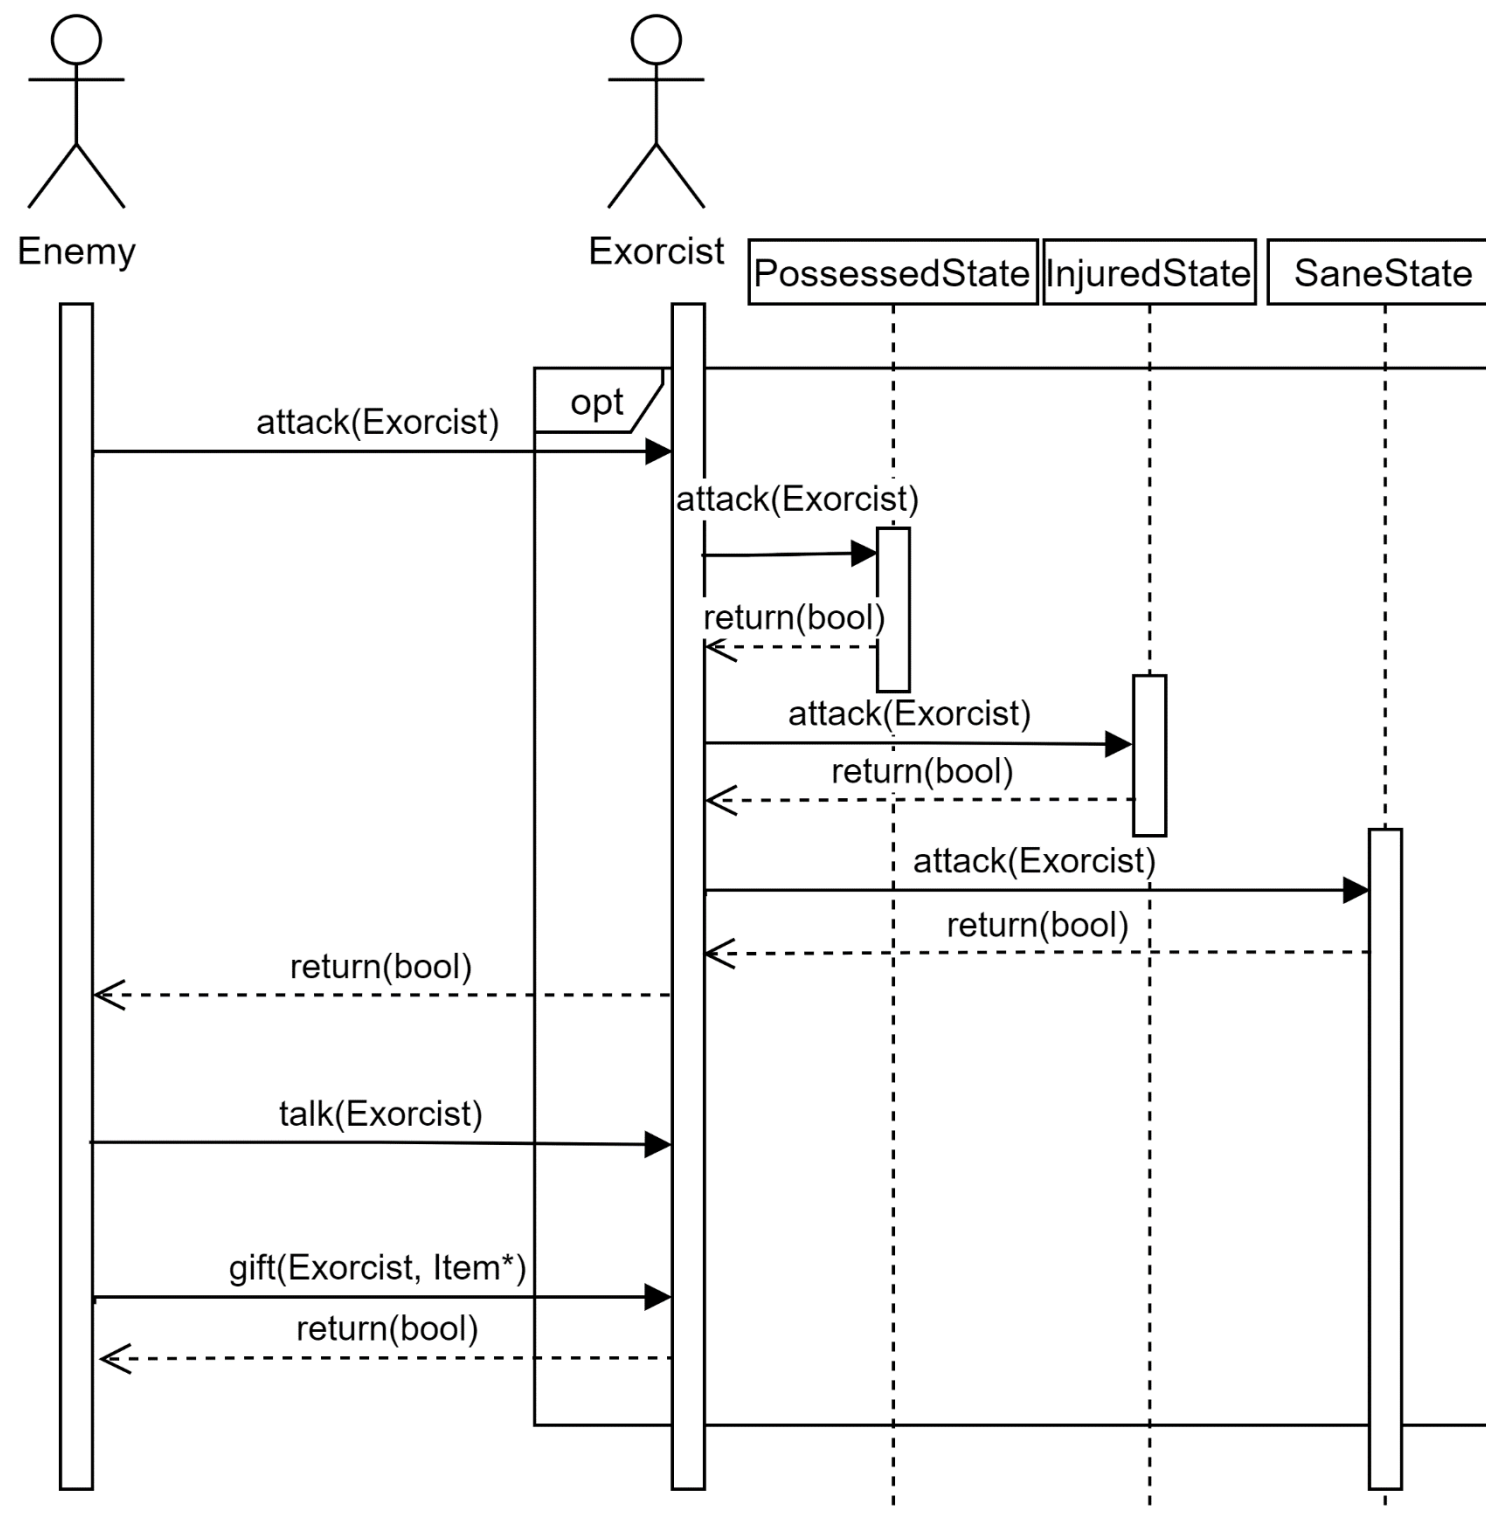 Enemy
Exorcist
PossessedState
InjuredState
SaneState
opt
attack(Exorcist)
attack(Exorcist)
return(bool)
attack(Exorcist)
return(bool)
attack(Exorcist)
return(bool)
return(bool)
talk(Exorcist)
gift(Exorcist, Item*)
return(bool)